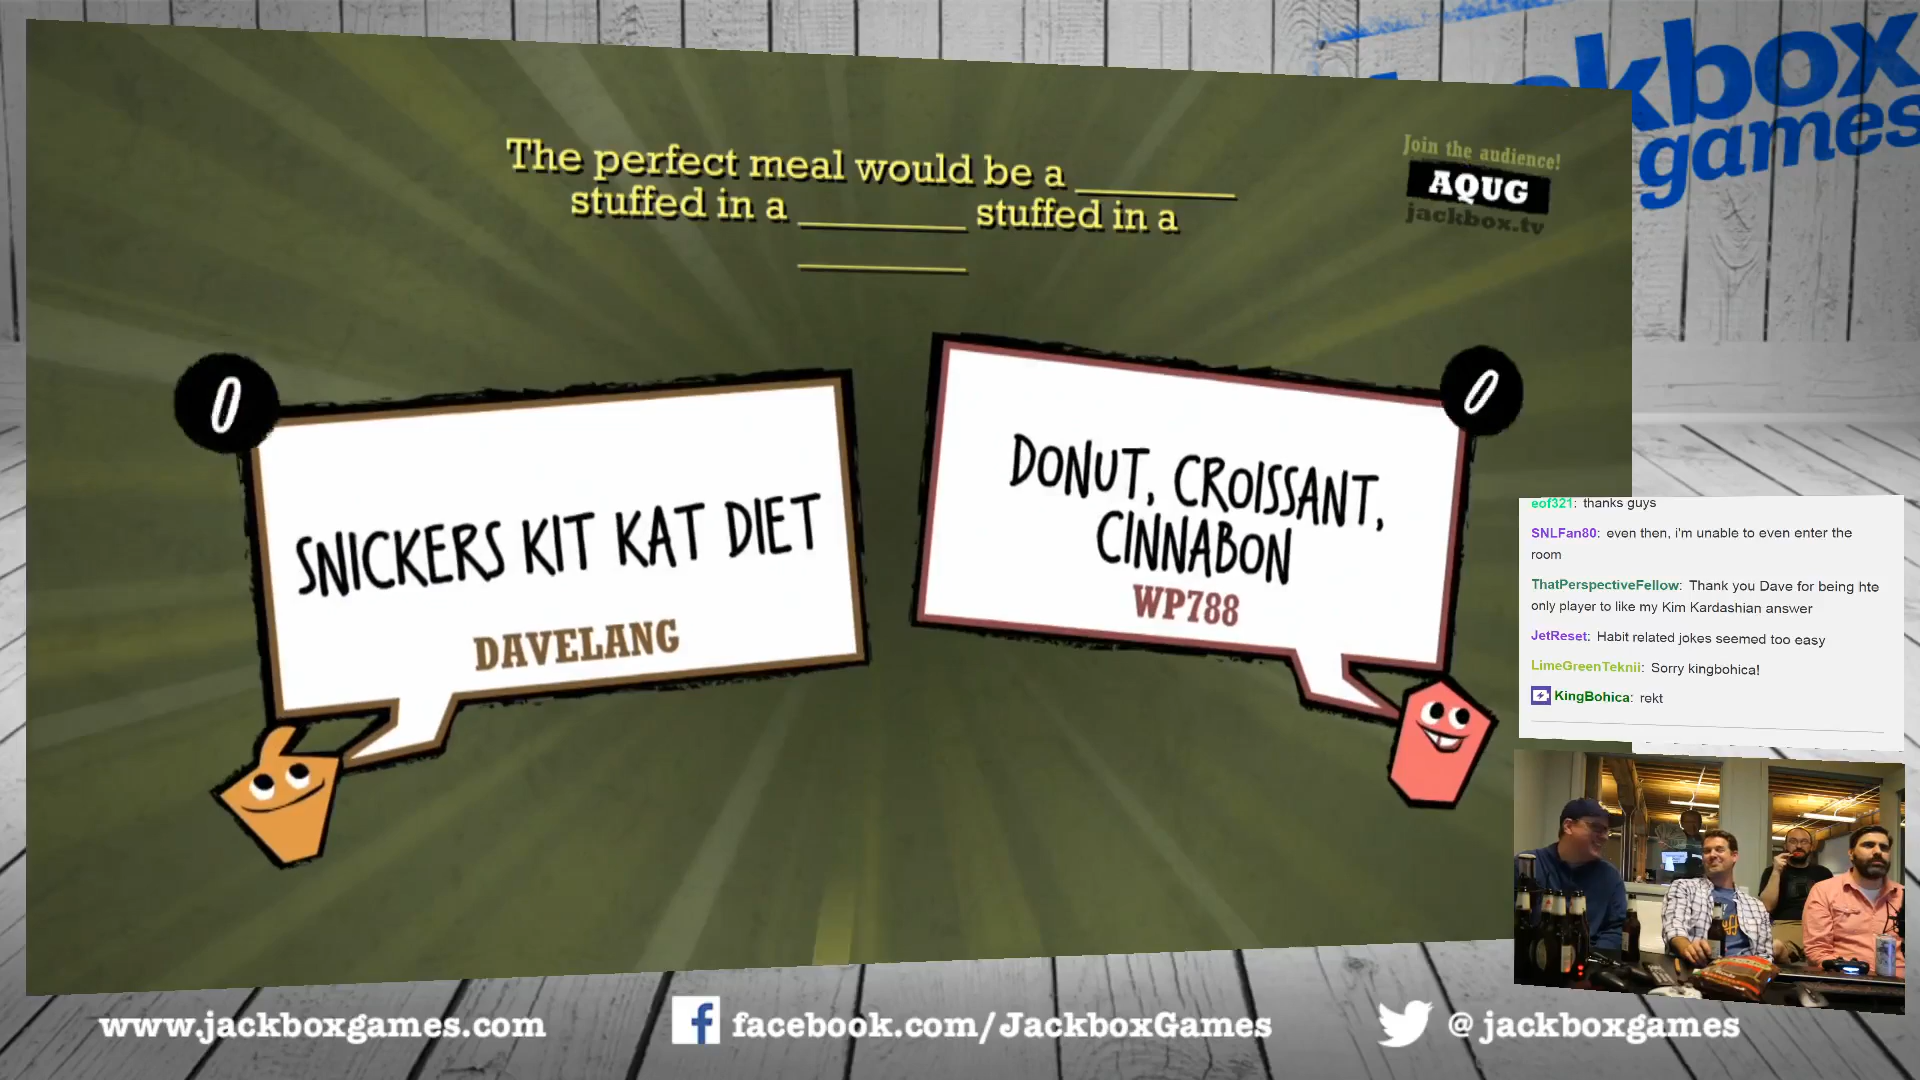 The perfect meal would be a ________
stuffed in a ________ stuffed in a
________
Join the audience!
AQUG
jackbox.tv
jackbox
games
0
SNICKERS KIT KAT DIET
DAVELANG
0
DONUT, CROISSANT,
CINNABON
WP788
eof321: thanks guys
SNLFan80: even then, i'm unable to even enter the
room
ThatPerspectiveFellow: Thank you Dave for being hte
only player to like my Kim Kardashian answer
JetReset: Habit related jokes seemed too easy
LimeGreenTeknii: Sorry kingbohica!
KingBohica: rekt
www.jackboxgames.com
facebook.com/JackboxGames
@jackboxgames